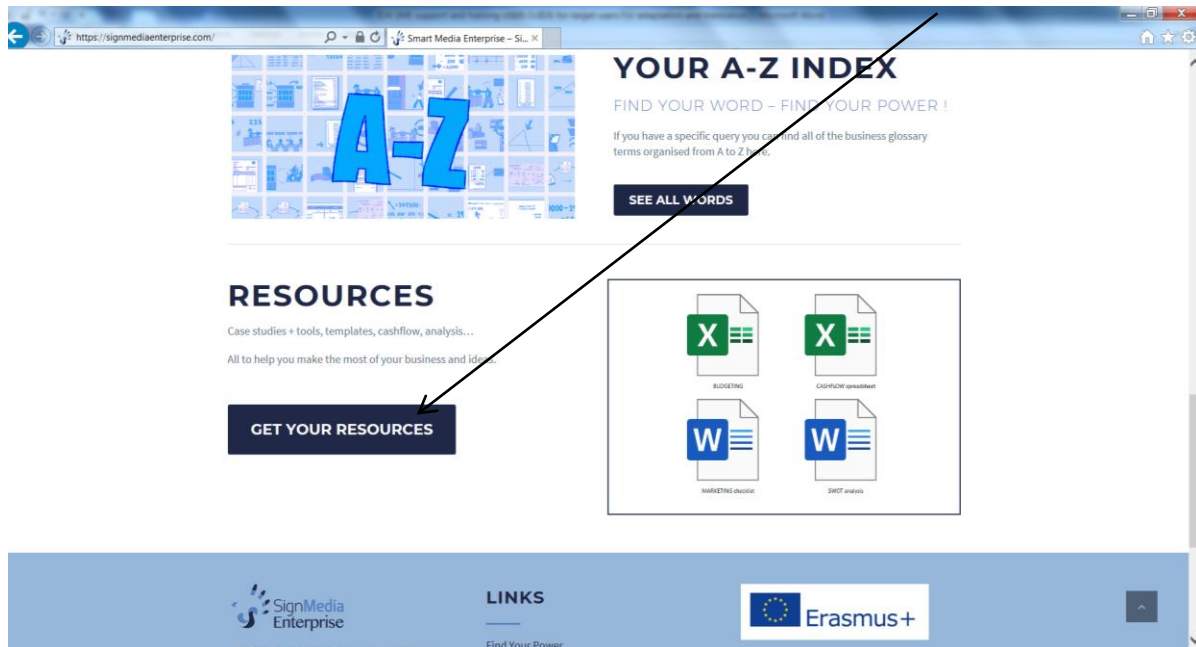 https://signmediaenterprise.com/
Smart Media Enterprise – Si...
A-Z
YOUR A-Z INDEX
FIND YOUR WORD – FIND YOUR POWER !
If you have a specific query you can find all of the business glossary
terms organised from A to Z here.
SEE ALL WORDS
RESOURCES
Case studies + tools, templates, cashflow, analysis...
All to help you make the most of your business and ideas.
GET YOUR RESOURCES
X
BUDGETING
X
CASHFLOW spreadsheet
W
MARKETING checklist
W
SWOT analysis
SignMedia
Enterprise
LINKS
Find Your Power
Erasmus+